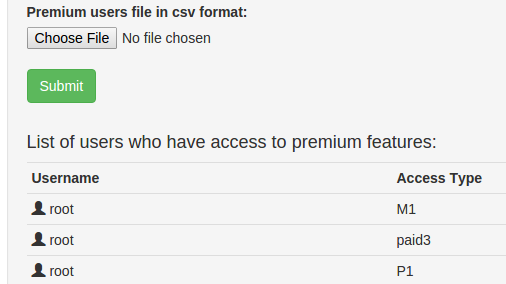 Premium users file in csv format:
Choose File No file chosen
Submit
List of users who have access to premium features:
Username Access Type
root M1
root paid3
root P1